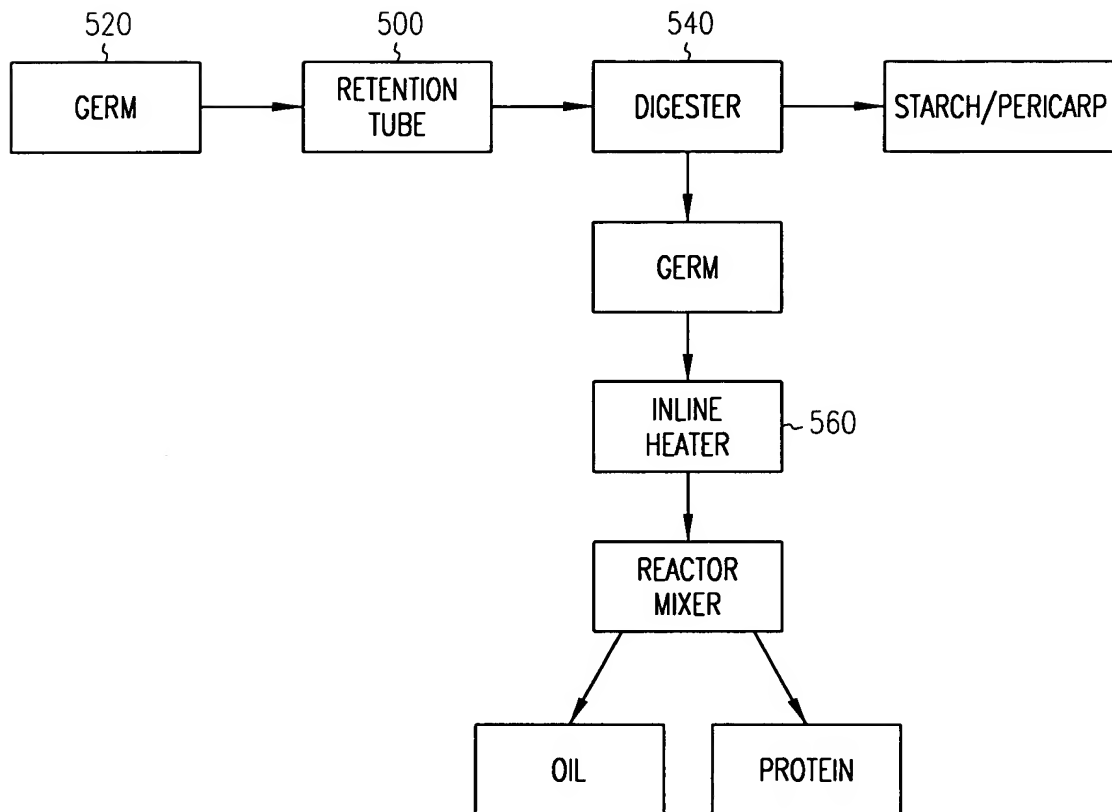 520
500
540
GERM
RETENTION
TUBE
DIGESTER
STARCH/PERICARP
GERM
INLINE
HEATER
560
REACTOR
MIXER
OIL
PROTEIN